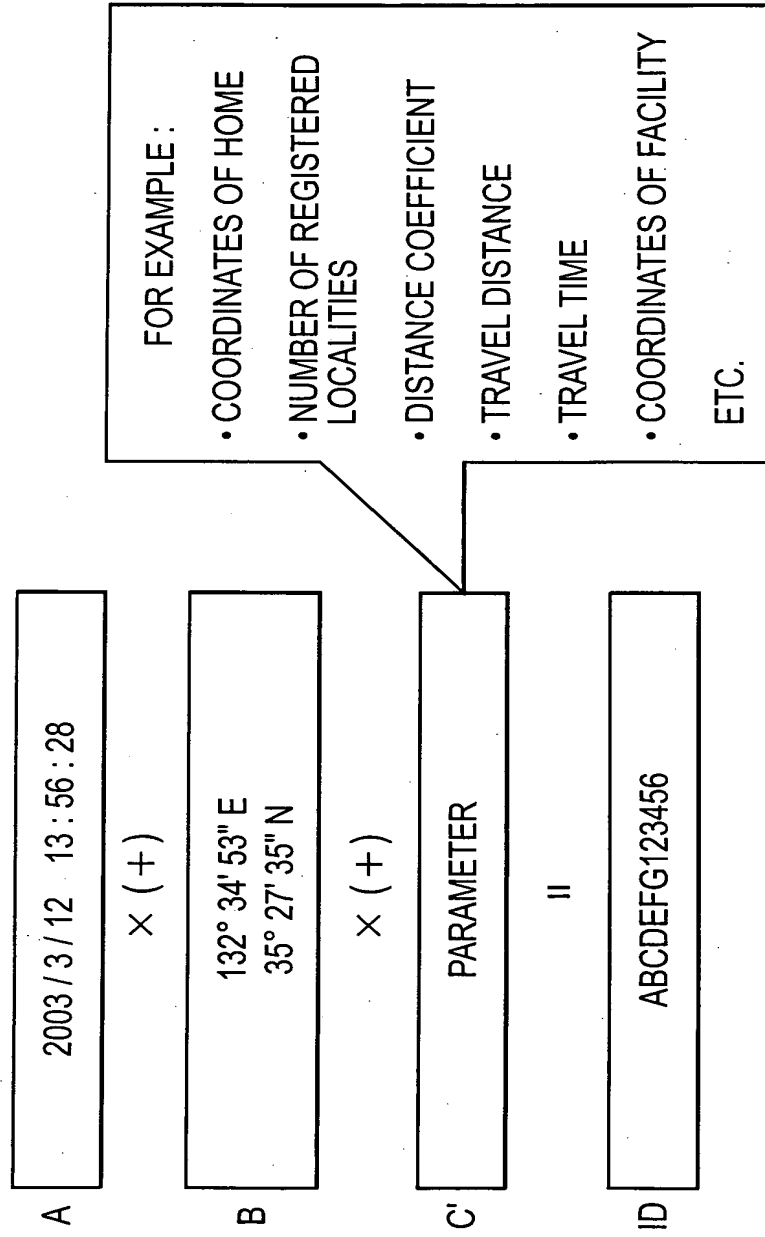 A
2003 / 3 / 12 13 : 56 : 28
× (+)
B
132° 34' 53" E
35° 27' 35" N
× (+)
C'
PARAMETER
=
ID
ABCDEFG123456
FOR EXAMPLE :
• COORDINATES OF HOME
• NUMBER OF REGISTERED
LOCALITIES
• DISTANCE COEFFICIENT
• TRAVEL DISTANCE
• TRAVEL TIME
• COORDINATES OF FACILITY
ETC.